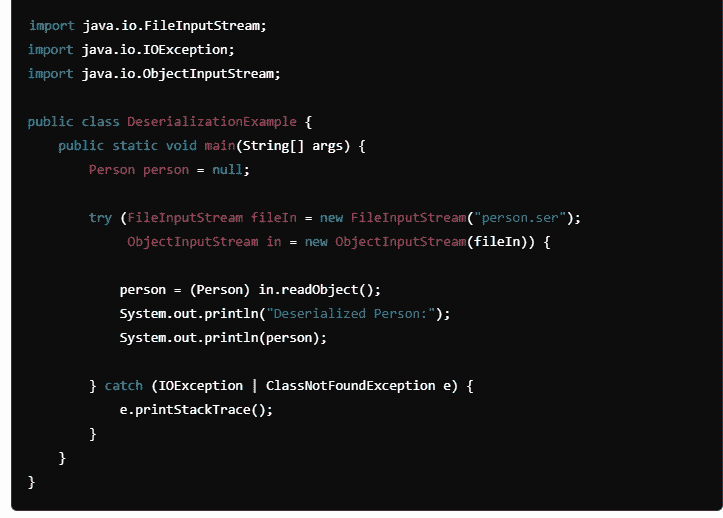 import java.io.FileInputStream;
import java.io.IOException;
import java.io.ObjectInputStream;
public class DeserializationExample {
public static void main(String[] args) {
Person person = null;
try (FileInputStream fileIn = new FileInputStream("person.ser");
ObjectInputStream in = new ObjectInputStream(fileIn)) {
person = (Person) in.readObject();
System.out.println("Deserialized Person:");
System.out.println(person);
} catch (IOException | ClassNotFoundException e) {
e.printStackTrace();
}
}
}